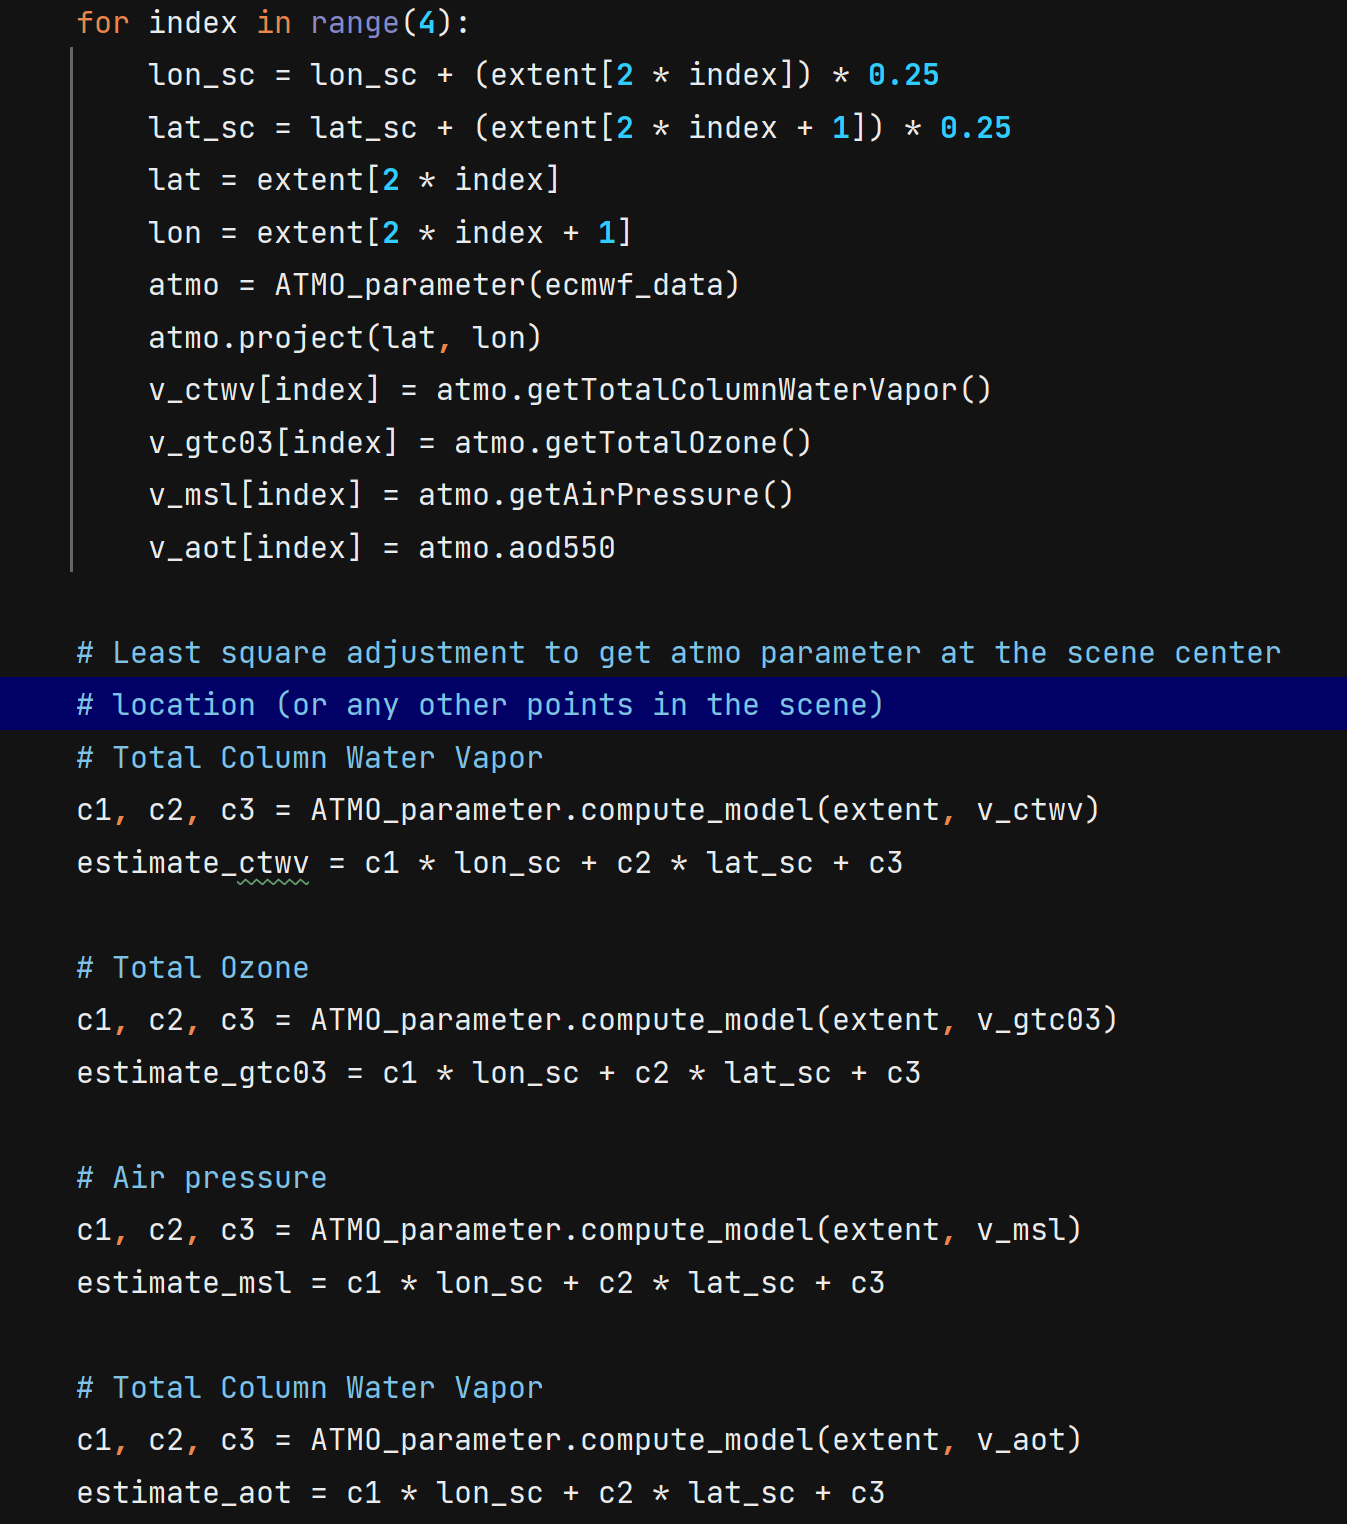 for index in range(4):
    lon_sc = lon_sc + (extent[2 * index]) * 0.25
    lat_sc = lat_sc + (extent[2 * index + 1]) * 0.25
    lat = extent[2 * index]
    lon = extent[2 * index + 1]
    atmo = ATMO_parameter(ecmwf_data)
    atmo.project(lat, lon)
    v_ctwv[index] = atmo.getTotalColumnWaterVapor()
    v_gtc03[index] = atmo.getTotalOzone()
    v_msl[index] = atmo.getAirPressure()
    v_aot[index] = atmo.aod550

# Least square adjustment to get atmo parameter at the scene center
# location (or any other points in the scene)
# Total Column Water Vapor
c1, c2, c3 = ATMO_parameter.compute_model(extent, v_ctwv)
estimate_ctwv = c1 * lon_sc + c2 * lat_sc + c3

# Total Ozone
c1, c2, c3 = ATMO_parameter.compute_model(extent, v_gtc03)
estimate_gtc03 = c1 * lon_sc + c2 * lat_sc + c3

# Air pressure
c1, c2, c3 = ATMO_parameter.compute_model(extent, v_msl)
estimate_msl = c1 * lon_sc + c2 * lat_sc + c3

# Total Column Water Vapor
c1, c2, c3 = ATMO_parameter.compute_model(extent, v_aot)
estimate_aot = c1 * lon_sc + c2 * lat_sc + c3